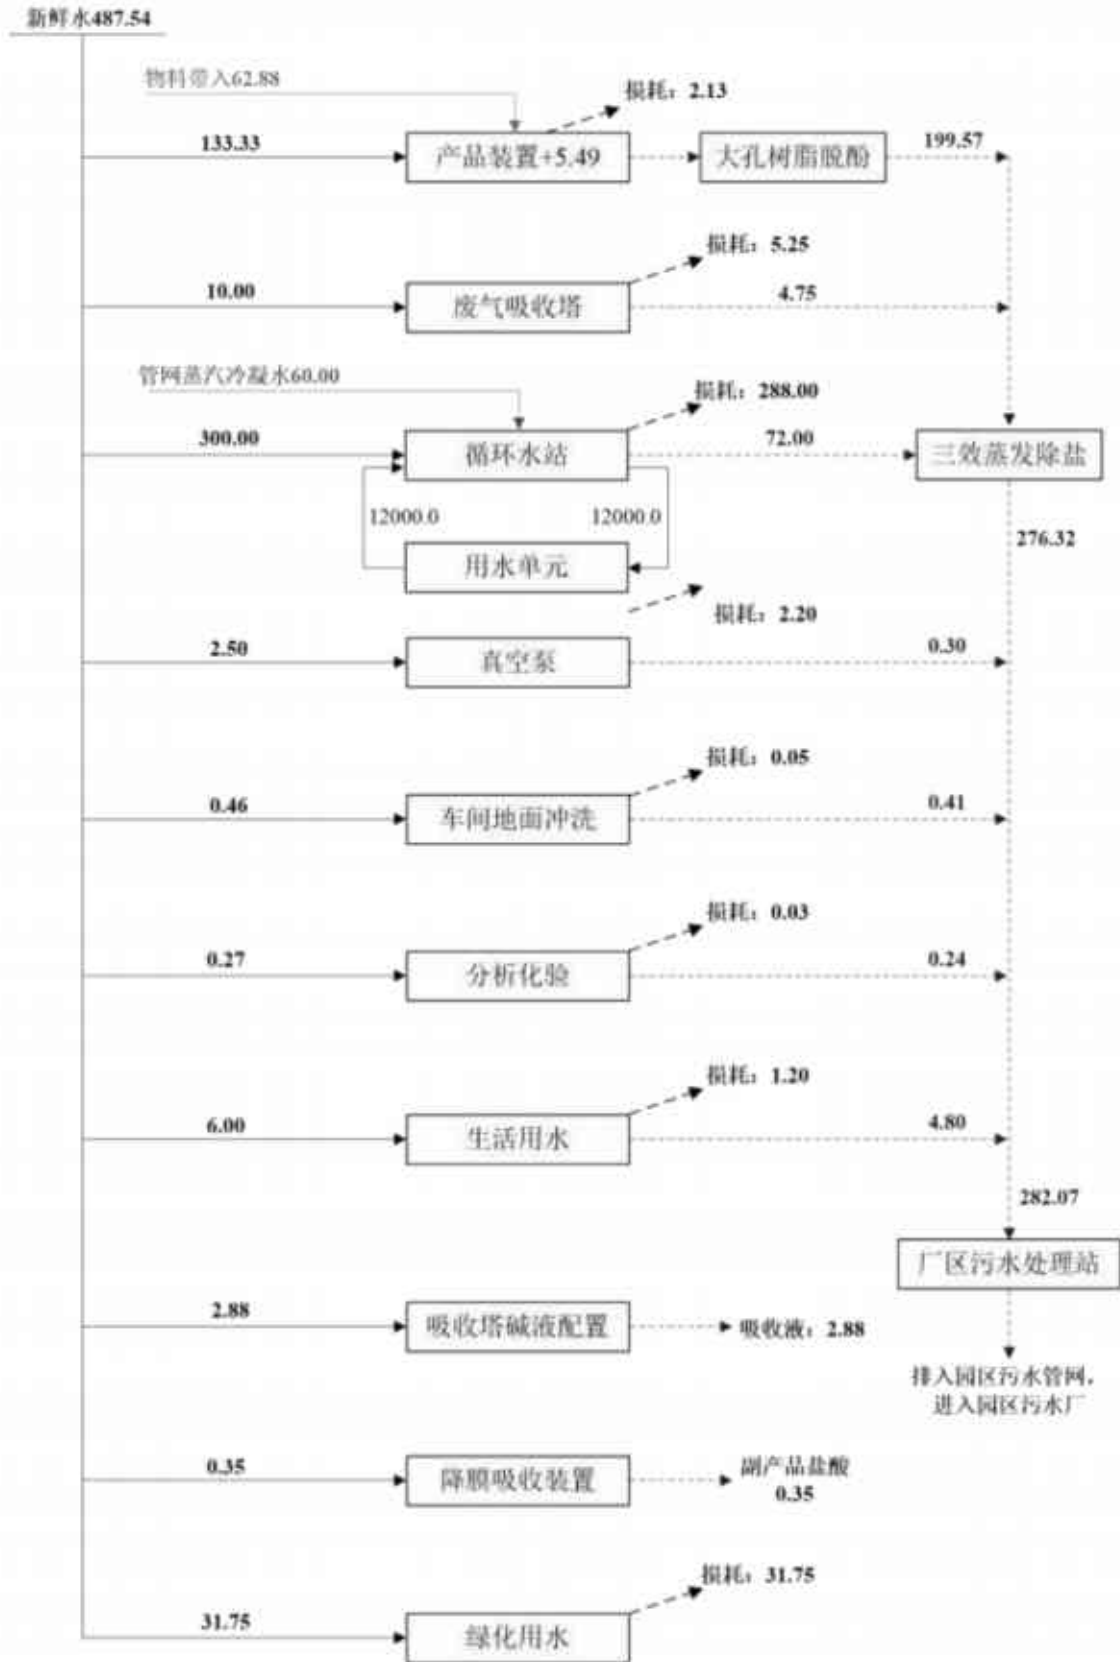 新鲜水487.54
物料带入62.88
损耗：2.13
133.33
产品装置+5.49
大孔树脂脱酚
199.57
损耗：5.25
10.00
废气吸收塔
4.75
管网蒸汽冷凝水60.00
损耗：288.00
300.00
循环水站
72.00
三效蒸发除盐
12000.0
12000.0
276.32
用水单元
损耗：2.20
2.50
真空泵
0.30
损耗：0.05
0.46
车间地面冲洗
0.41
损耗：0.03
0.27
分析化验
0.24
损耗：1.20
6.00
生活用水
4.80
282.07
厂区污水处理站
2.88
吸收塔碱液配置
吸收液：2.88
排入园区污水管网，
进入园区污水厂
0.35
降膜吸收装置
副产品盐酸
0.35
损耗：31.75
31.75
绿化用水